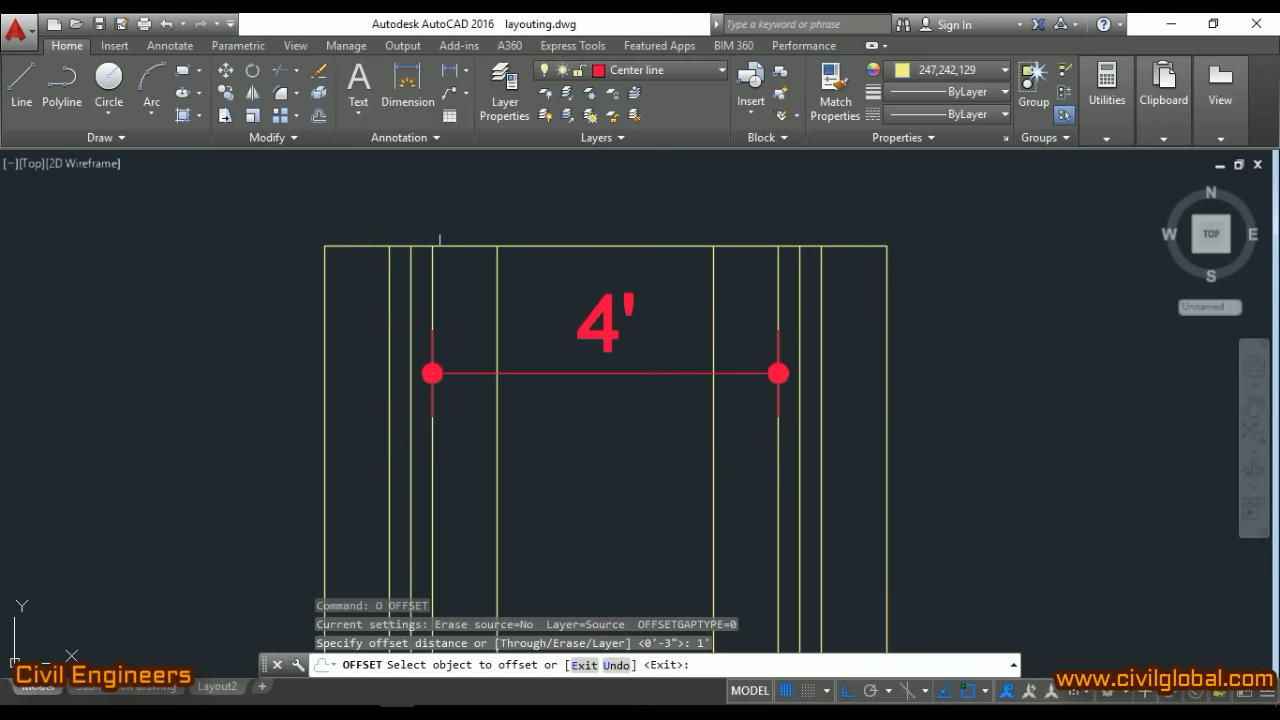 Autodesk AutoCAD 2016 layouting.dwg
Type a keyword or phrase
Sign In
Home Insert Annotate Parametric View Manage Output Add-ins A360 Express Tools Featured Apps BIM 360 Performance
Center line
247,242,129
ByLayer
ByLayer
Line Polyline Circle Arc
Text Dimension
Layer Properties
Insert
Match Properties
Group
Utilities
Clipboard
View
Draw Modify Annotation Layers Block Properties Groups
[−][Top][2D Wireframe]
N
W TOP E
S
Unnamed
4'
Y
X
Command: O OFFSET
Current settings: Erase source=No Layer=Source OFFSETGAPTYPE=0
Specify offset distance or [Through/Erase/Layer] <0'-3">: 1'
OFFSET Select object to offset or [Exit Undo] <Exit>:
Civil Engineers
www.civilglobal.com
Model
Layout2
MODEL